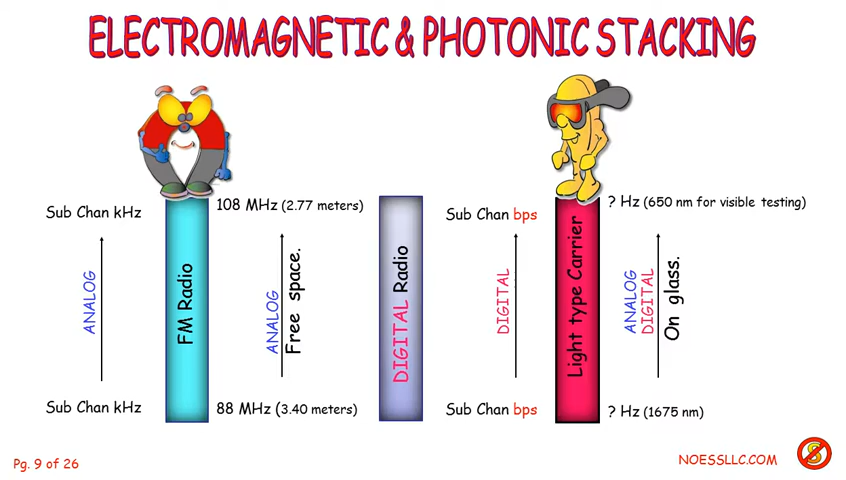 ELECTROMAGNETIC & PHOTONIC STACKING
Sub Chan kHz
ANALOG
Sub Chan kHz
FM Radio
108 MHz (2.77 meters)
ANALOG
Free space.
88 MHz (3.40 meters)
DIGITAL Radio
Sub Chan bps
DIGITAL
Sub Chan bps
Light type Carrier
? Hz (650 nm for visible testing)
ANALOG
DIGITAL
On glass.
? Hz (1675 nm)
Pg. 9 of 26
NOESSLLC.COM
S